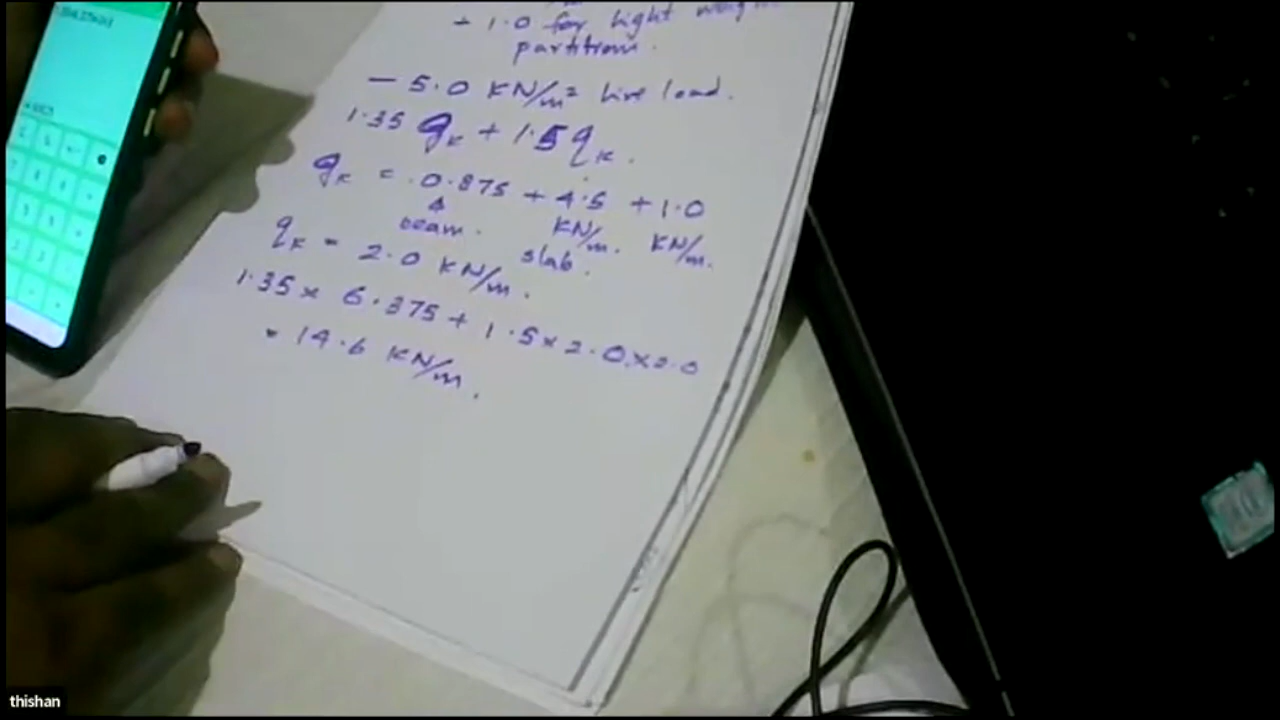 + 1.0 for light weight
partition.
— 5.0 KN/m² live load.
1.35 gk + 1.5 qk.
gk = 0.875 + 4.5 + 1.0
beam. KN/m. KN/m.
slab.
qk = 2.0 KN/m.
1.35 x 6.375 + 1.5 x 2.0 x 2.0
= 14.6 KN/m.
thishan